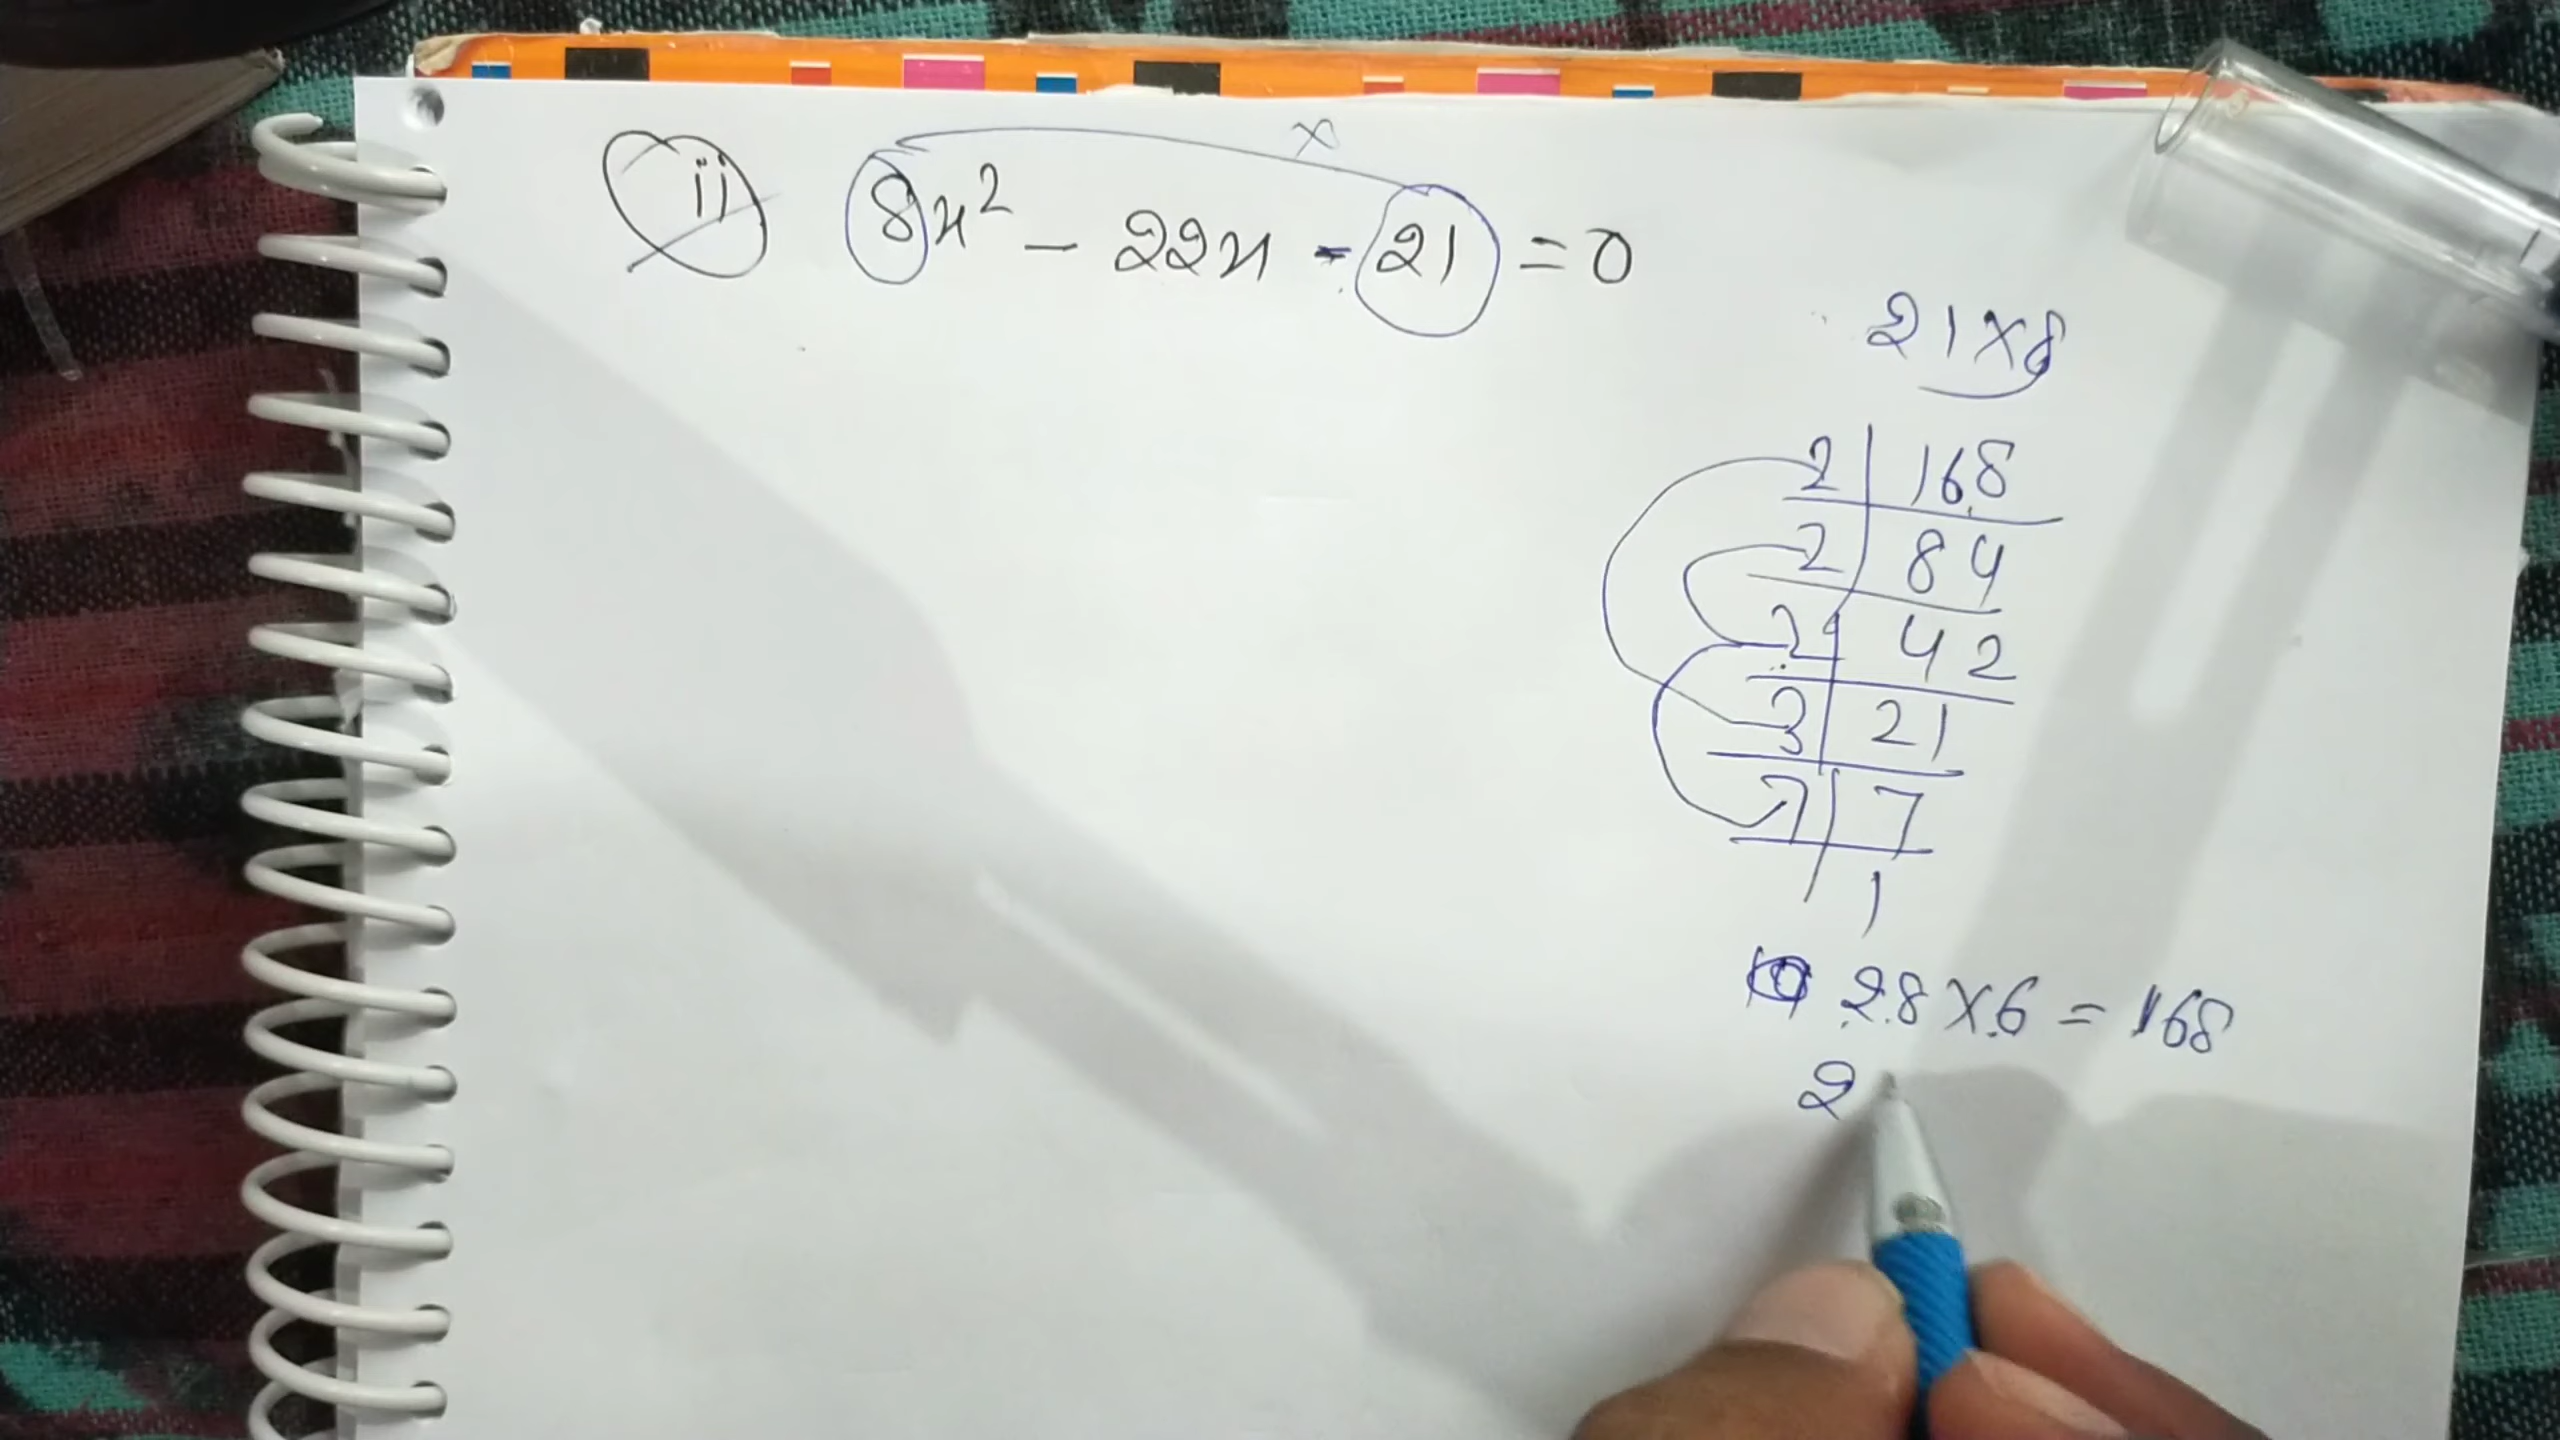 ii 8x² - 22x - 21 = 0
×
21×8
2 | 168
2 | 84
2 | 42
3 | 21
7 | 7
1
28×6 = 168
2